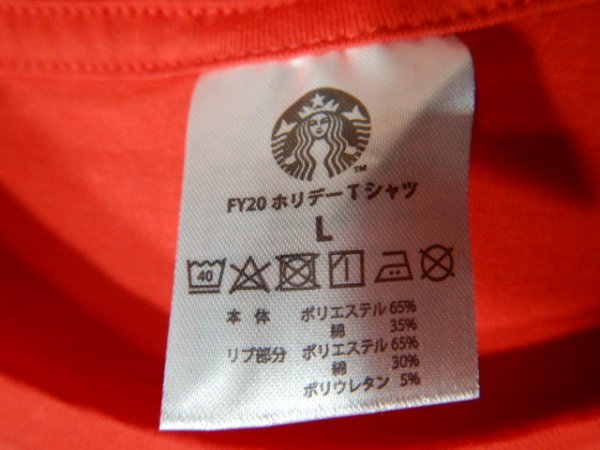 TM
FY20 ホリデーTシャツ
L
40
本体 ポリエステル 65%
綿 35%
リブ部分 ポリエステル 65%
綿 30%
ポリウレタン 5%